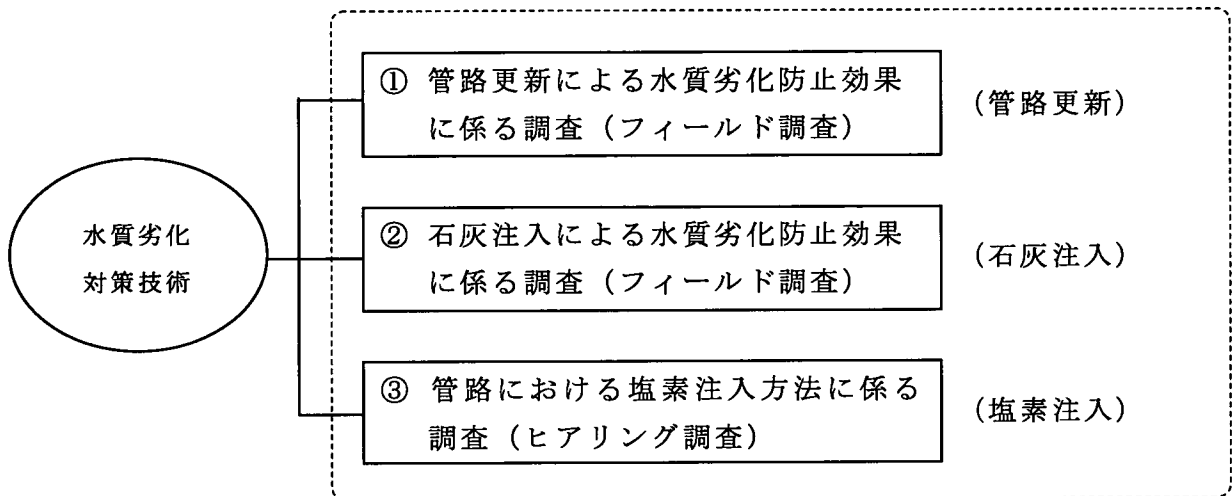 水質劣化
対策技術
① 管路更新による水質劣化防止効果
に係る調査（フィールド調査）
（管路更新）
② 石灰注入による水質劣化防止効果
に係る調査（フィールド調査）
（石灰注入）
③ 管路における塩素注入方法に係る
調査（ヒアリング調査）
（塩素注入）